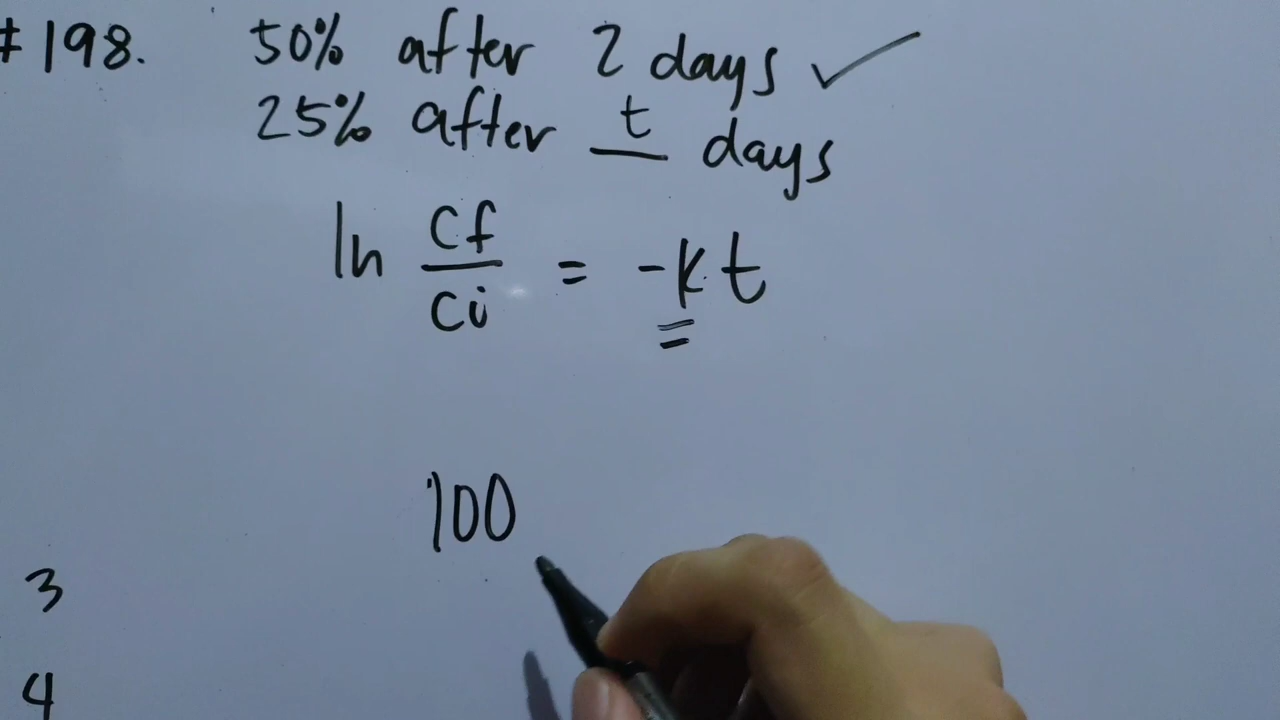 #198. 50% after 2 days ✓
25% after t days
ln Cf/Ci = -kt
100
3
4